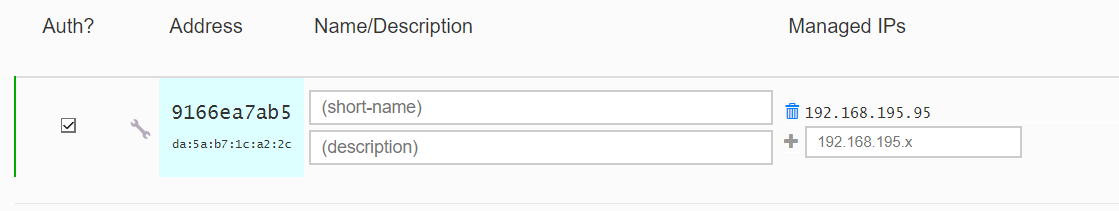 Auth? Address Name/Description Managed IPs
9166ea7ab5 (short-name) 192.168.195.95
da:5a:b7:1c:a2:2c (description) 192.168.195.x